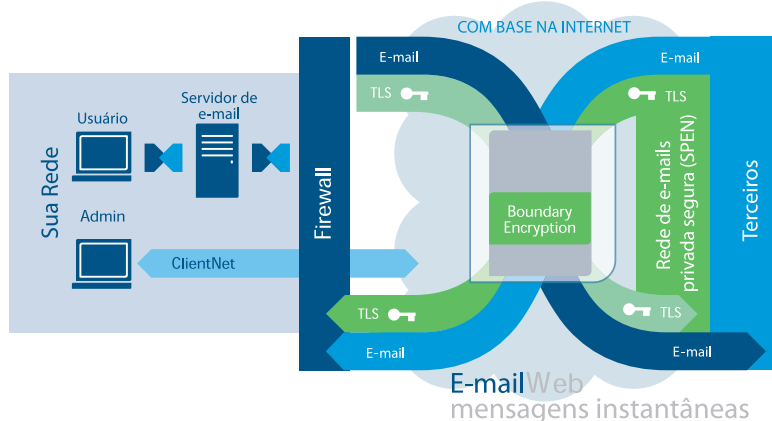 COM BASE NA INTERNET
E-mail
E-mail
TLS
TLS
Sua Rede
Usuário
Servidor de
e-mail
Admin
ClientNet
Firewall
Boundary
Encryption
Rede de e-mails
privada segura (SPEN)
Terceiros
TLS
TLS
E-mail
E-mail
E-mailWeb
mensagens instantâneas